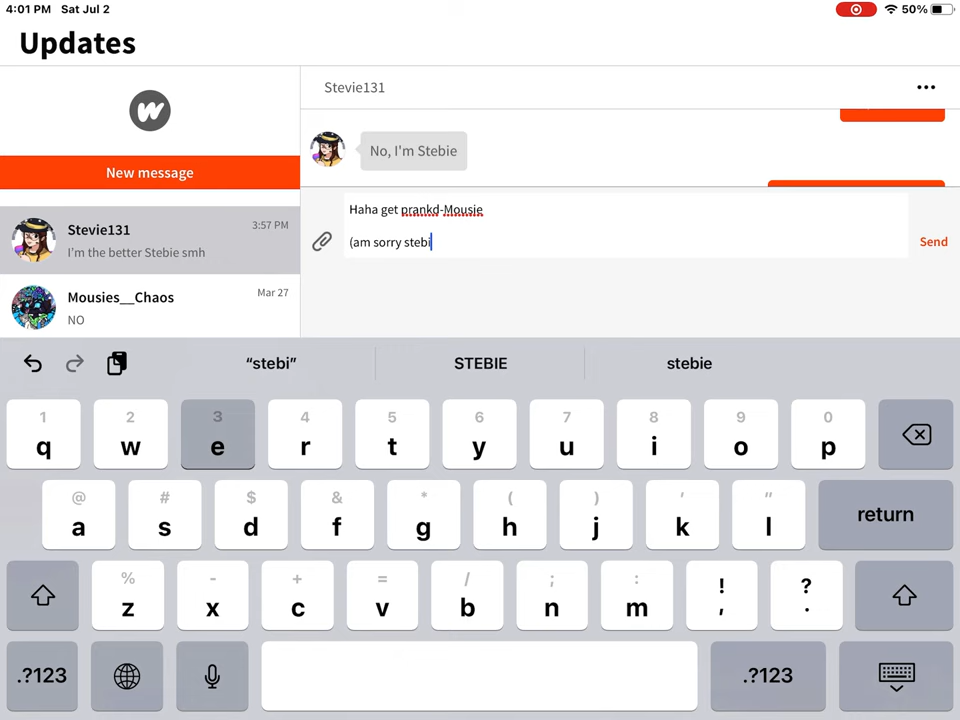 4:01 PM Sat Jul 2
50%
Updates
Stevie131
W
No, I'm Stebie
New message
Haha get prankd-Mousie
Stevie131
3:57 PM
I'm the better Stebie smh
(am sorry stebi
Send
Mousies__Chaos
Mar 27
NO
“stebi” STEBIE stebie
1 2 3 4 5 6 7 8 9 0
q w e r t y u i o p
@ # $ & * ( ) ' "
a s d f g h j k l return
% - + = / ; : ! ?
z x c v b n m , .
.?123 .?123